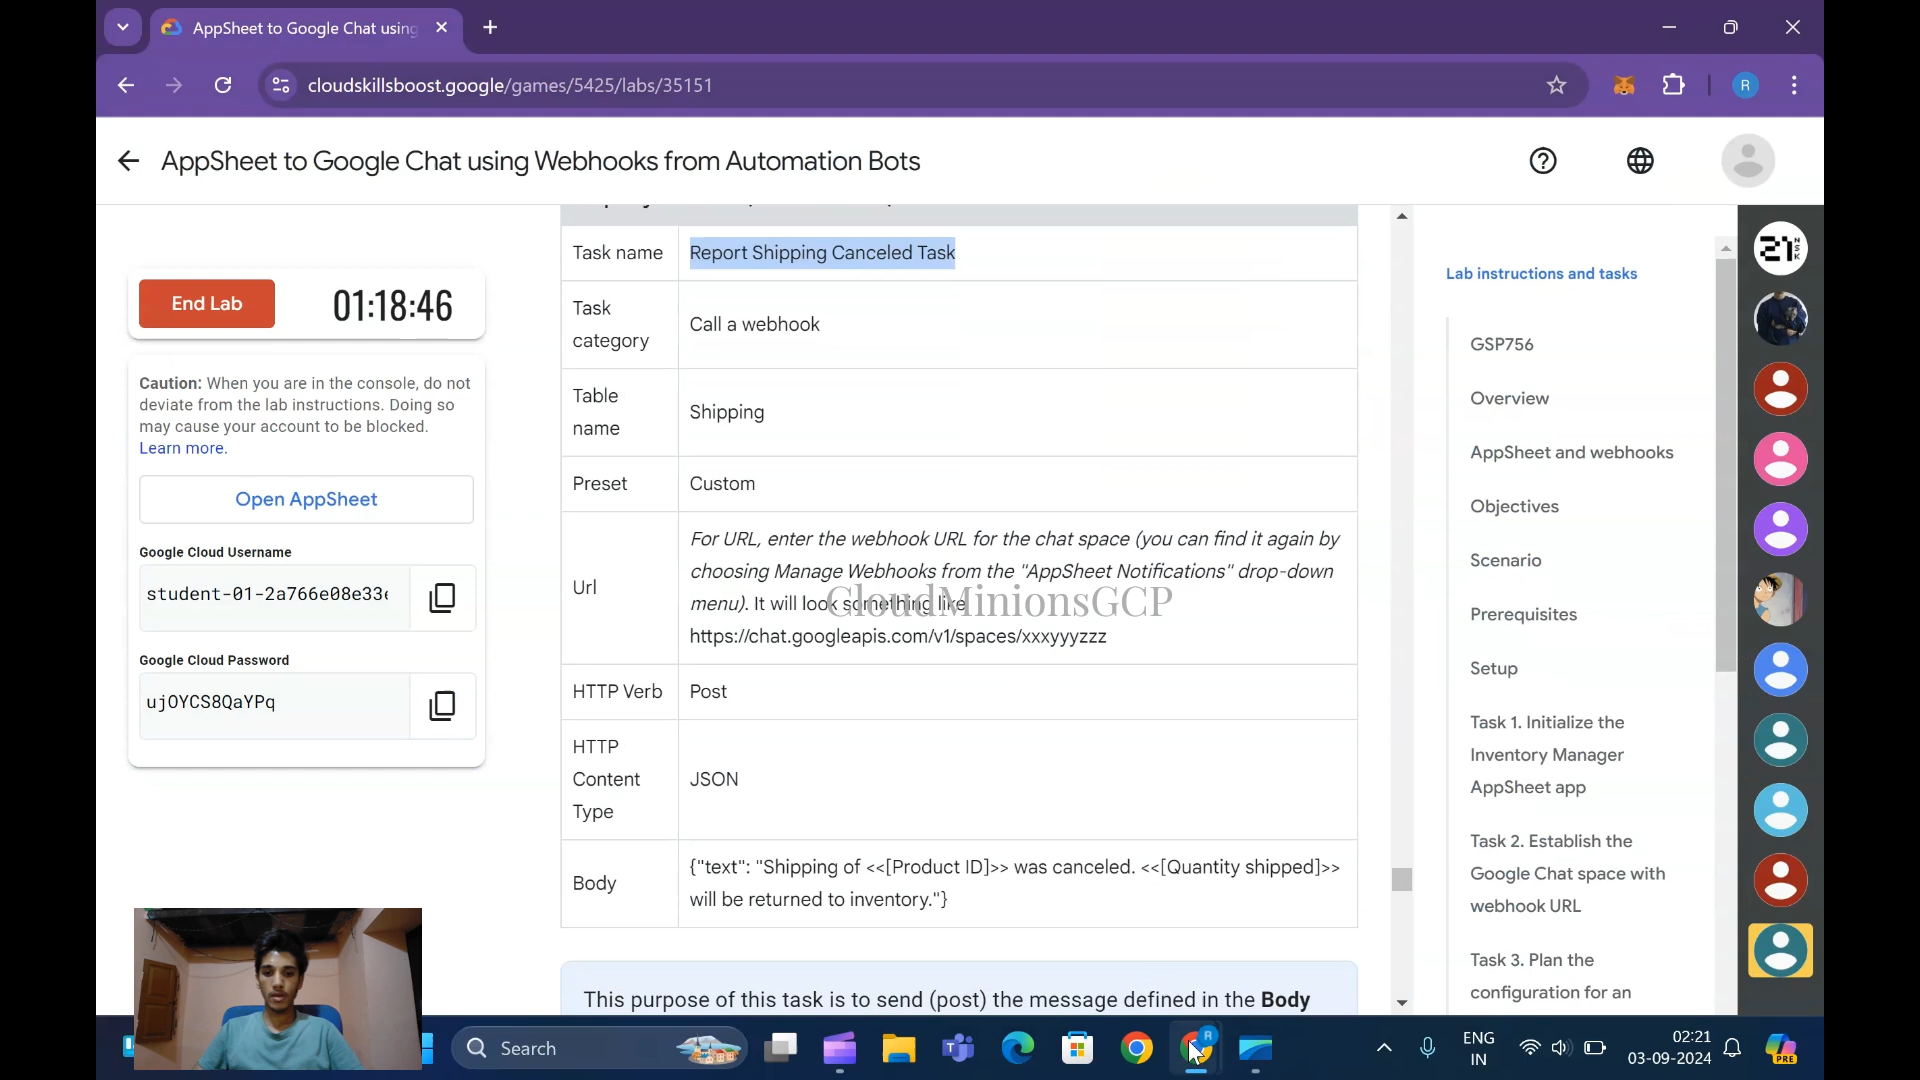 AppSheet to Google Chat using
cloudskillsboost.google/games/5425/labs/35151
R
AppSheet to Google Chat using Webhooks from Automation Bots
End Lab
01:18:46
Caution: When you are in the console, do not
deviate from the lab instructions. Doing so
may cause your account to be blocked.
Learn more.
Open AppSheet
Google Cloud Username
student-01-2a766e08e33
Google Cloud Password
ujOYCS8QaYPq
Task name
Report Shipping Canceled Task
Task
category
Call a webhook
Table
name
Shipping
Preset
Custom
Url
For URL, enter the webhook URL for the chat space (you can find it again by
choosing Manage Webhooks from the "AppSheet Notifications" drop-down
menu). It will look something like
https://chat.googleapis.com/v1/spaces/xxxyyyzzz
CloudMinionsGCP
HTTP Verb
Post
HTTP
Content
Type
JSON
Body
{"text": "Shipping of <<[Product ID]>> was canceled. <<[Quantity shipped]>>
will be returned to inventory."}
This purpose of this task is to send (post) the message defined in the Body
Lab instructions and tasks
GSP756
Overview
AppSheet and webhooks
Objectives
Scenario
Prerequisites
Setup
Task 1. Initialize the
Inventory Manager
AppSheet app
Task 2. Establish the
Google Chat space with
webhook URL
Task 3. Plan the
configuration for an
21
NSK
Search
R
ENG
IN
02:21
03-09-2024
PRE